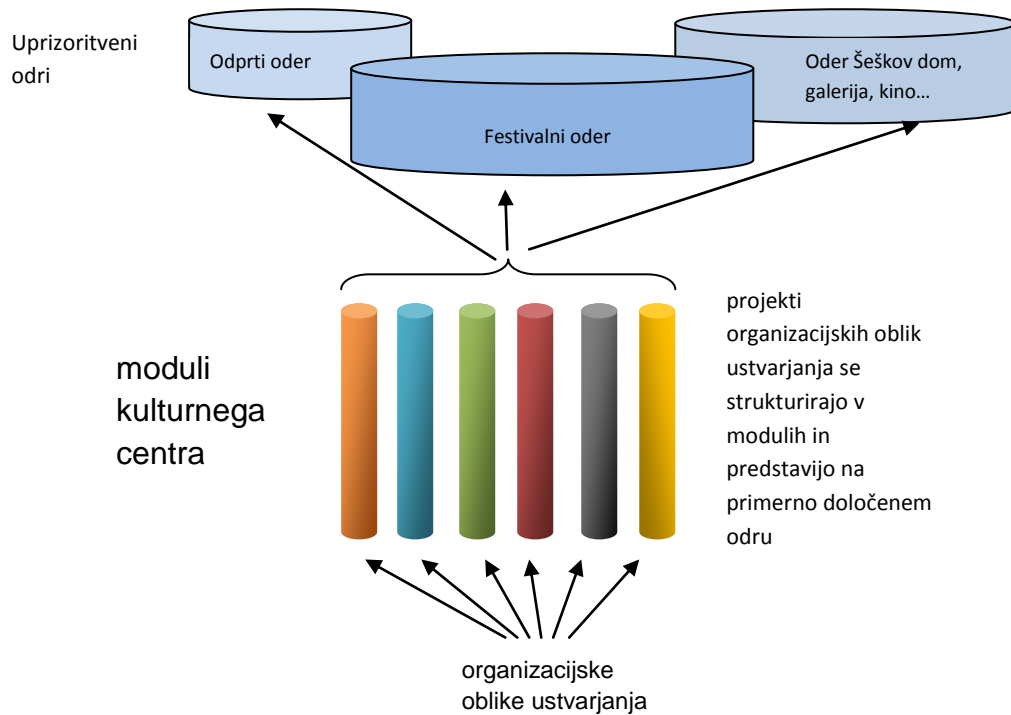 Uprizoritveni
odri
Odprti oder
Festivalni oder
Oder Šeškov dom,
galerija, kino…
moduli
kulturnega
centra
projekti
organizacijskih oblik
ustvarjanja se
strukturirajo v
modulih in
predstavijo na
primerno določenem
odru
organizacijske
oblike ustvarjanja